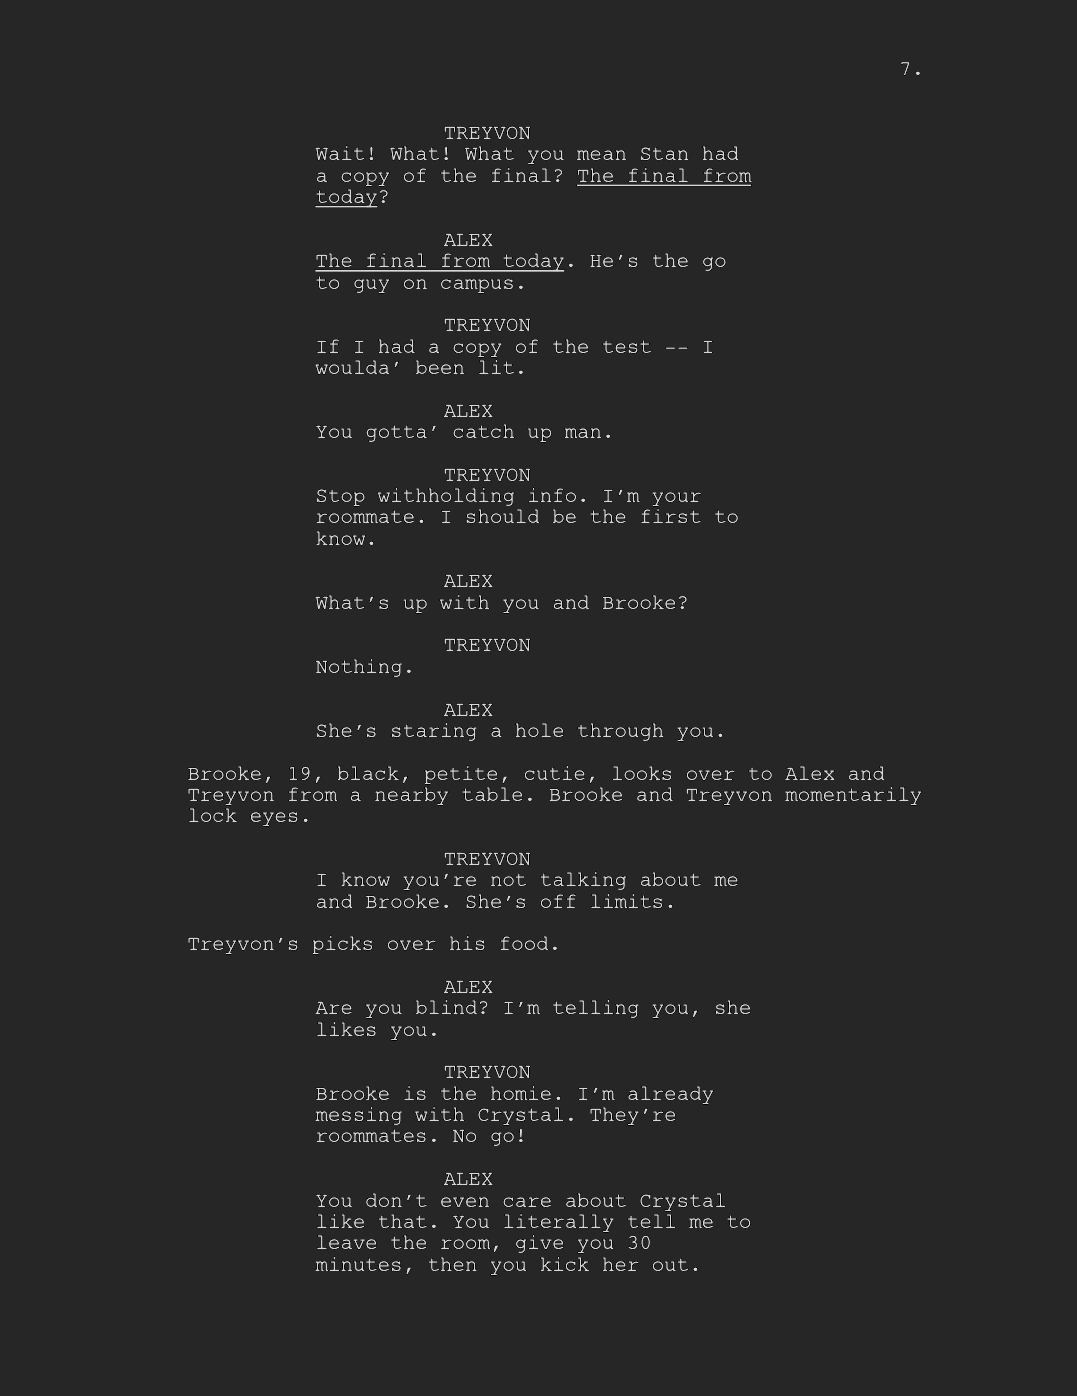 7.
TREYVON
Wait! What! What you mean Stan had
a copy of the final? The final from
today?
ALEX
The final from today. He's the go
to guy on campus.
TREYVON
If I had a copy of the test -- I
woulda' been lit.
ALEX
You gotta' catch up man.
TREYVON
Stop withholding info. I'm your
roommate. I should be the first to
know.
ALEX
What's up with you and Brooke?
TREYVON
Nothing.
ALEX
She's staring a hole through you.
Brooke, 19, black, petite, cutie, looks over to Alex and
Treyvon from a nearby table. Brooke and Treyvon momentarily
lock eyes.
TREYVON
I know you're not talking about me
and Brooke. She's off limits.
Treyvon's picks over his food.
ALEX
Are you blind? I'm telling you, she
likes you.
TREYVON
Brooke is the homie. I'm already
messing with Crystal. They're
roommates. No go!
ALEX
You don't even care about Crystal
like that. You literally tell me to
leave the room, give you 30
minutes, then you kick her out.